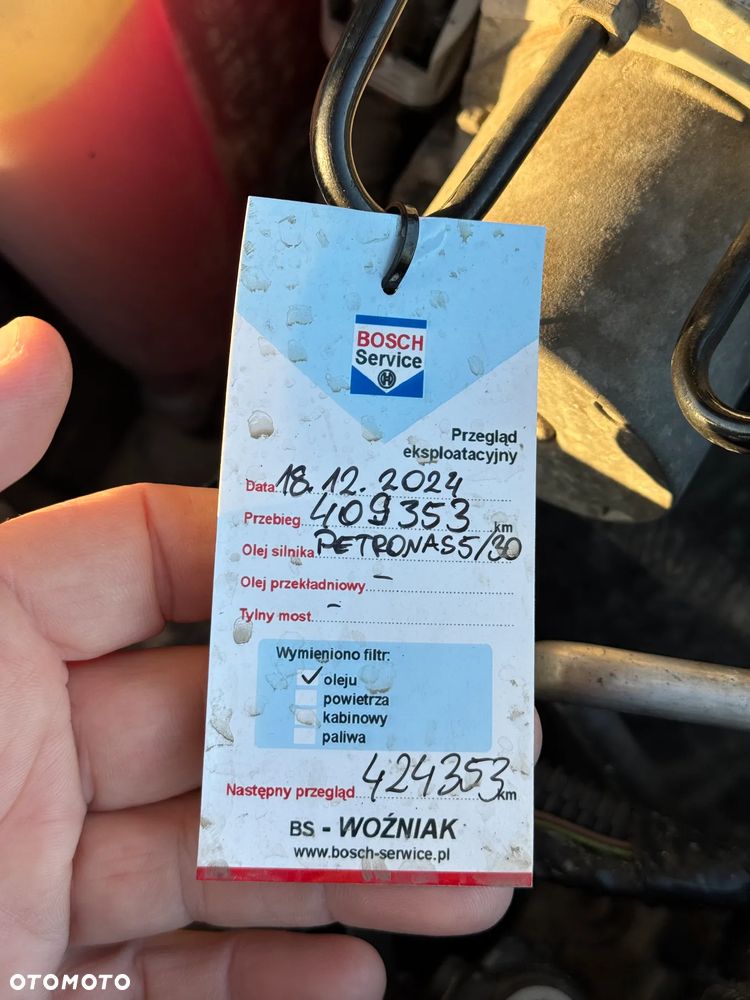 BOSCH
Service
Przegląd
eksploatacyjny
Data 18.12.2024
Przebieg 409353 km
Olej silnika PETRONAS 5/30
Olej przekładniowy -
Tylny most -
Wymieniono filtr:
✓ oleju
powietrza
kabinowy
paliwa
Następny przegląd 424353 km
BS - WOŹNIAK
www.bosch-serwice.pl
OTOMOTO